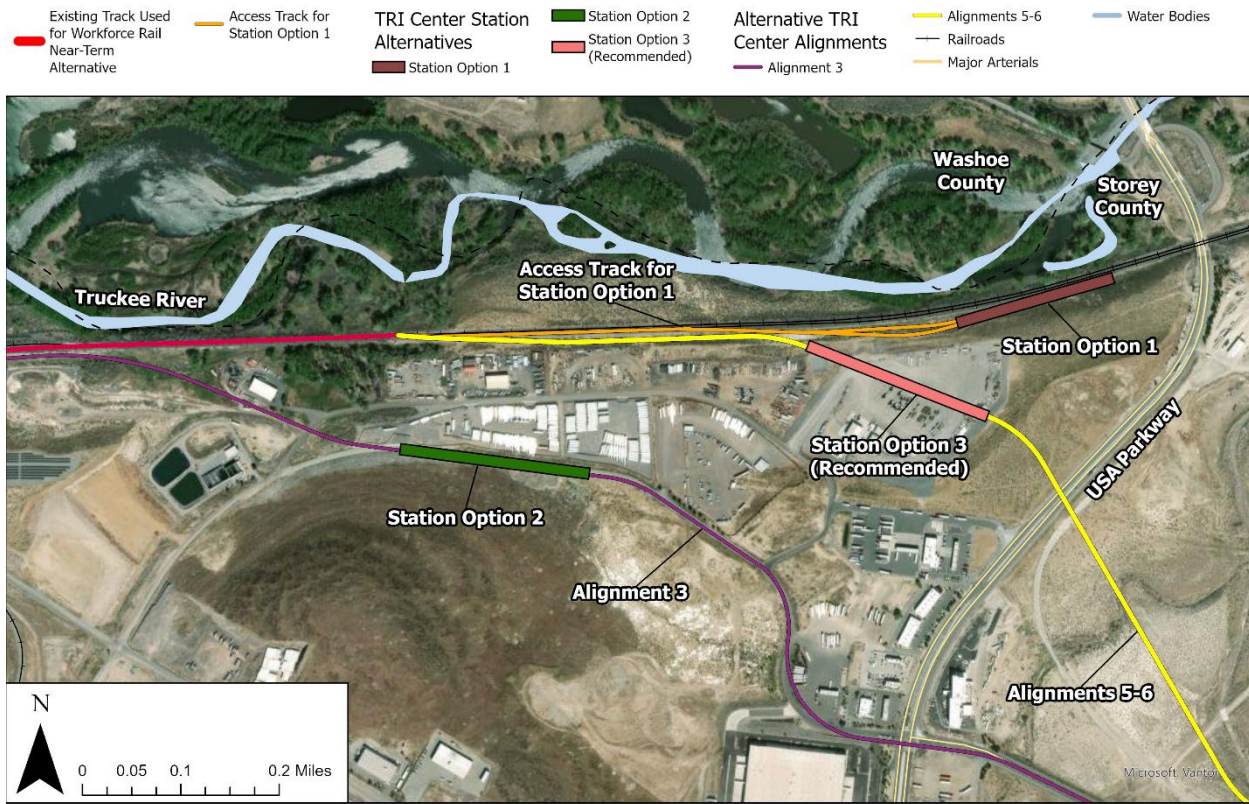 Existing Track Used
for Workforce Rail
Near-Term
Alternative
Access Track for
Station Option 1
TRI Center Station
Alternatives
Station Option 1
Station Option 2
Station Option 3
(Recommended)
Alternative TRI
Center Alignments
Alignment 3
Alignments 5-6
Railroads
Major Arterials
Water Bodies
Washoe
County
Storey
County
Truckee River
Access Track for
Station Option 1
Station Option 1
Station Option 3
(Recommended)
USA Parkway
Station Option 2
Alignment 3
Alignments 5-6
N
0 0.05 0.1 0.2 Miles
Microsoft, Vantor